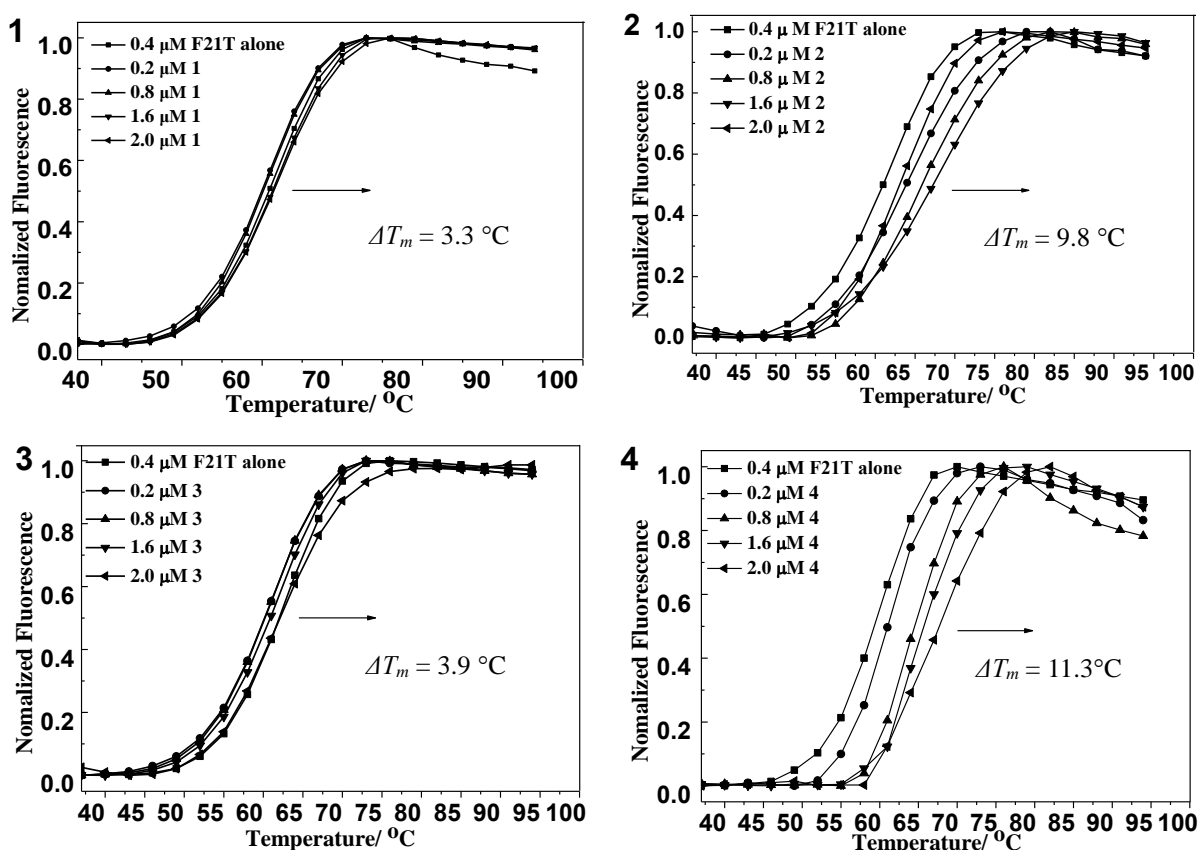 1
1.0
0.8
0.6
0.4
0.2
0.0
Nomalized Fluorescence
0.4 µM F21T alone
0.2 µM 1
0.8 µM 1
1.6 µM 1
2.0 µM 1
ΔTm = 3.3 °C
40 50 60 70 80 90 100
Temperature/ °C
2
1.0
0.8
0.6
0.4
0.2
0.0
Nomalized Fluorescence
0.4 µ M F21T alone
0.2 µ M 2
0.8 µ M 2
1.6 µ M 2
2.0 µ M 2
ΔTm = 9.8 °C
40 45 50 55 60 65 70 75 80 85 90 95 100
Temperature/ °C
3
1.0
0.8
0.6
0.4
0.2
0.0
Nomalized Fluorescence
0.4 µM F21T alone
0.2 µM 3
0.8 µM 3
1.6 µM 3
2.0 µM 3
ΔTm = 3.9 °C
40 45 50 55 60 65 70 75 80 85 90 95 100
Temperature/ °C
4
1.0
0.8
0.6
0.4
0.2
0.0
Nomalized Fluorescence
0.4 µM F21T alone
0.2 µM 4
0.8 µM 4
1.6 µM 4
2.0 µM 4
ΔTm = 11.3°C
40 45 50 55 60 65 70 75 80 85 90 95 100
Temperature/ °C